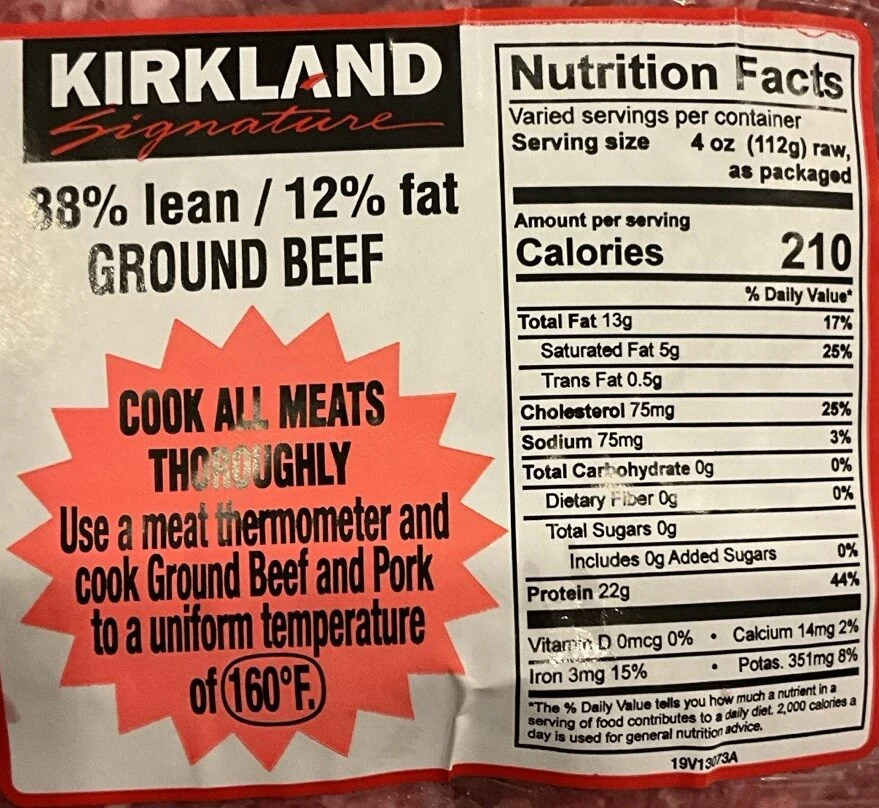 KIRKLAND
Signature
88% lean / 12% fat
GROUND BEEF
COOK ALL MEATS
THOROUGHLY
Use a meat thermometer and
cook Ground Beef and Pork
to a uniform temperature
of 160°F.
Nutrition Facts
Varied servings per container
Serving size 4 oz (112g) raw,
as packaged
Amount per serving
Calories 210
% Daily Value*
Total Fat 13g 17%
Saturated Fat 5g 25%
Trans Fat 0.5g
Cholesterol 75mg 25%
Sodium 75mg 3%
Total Carbohydrate 0g 0%
Dietary Fiber 0g 0%
Total Sugars 0g
Includes 0g Added Sugars 0%
Protein 22g 44%
Vitamin D 0mcg 0% • Calcium 14mg 2%
Iron 3mg 15% • Potas. 351mg 8%
*The % Daily Value tells you how much a nutrient in a
serving of food contributes to a daily diet. 2,000 calories a
day is used for general nutrition advice.
19V13073A